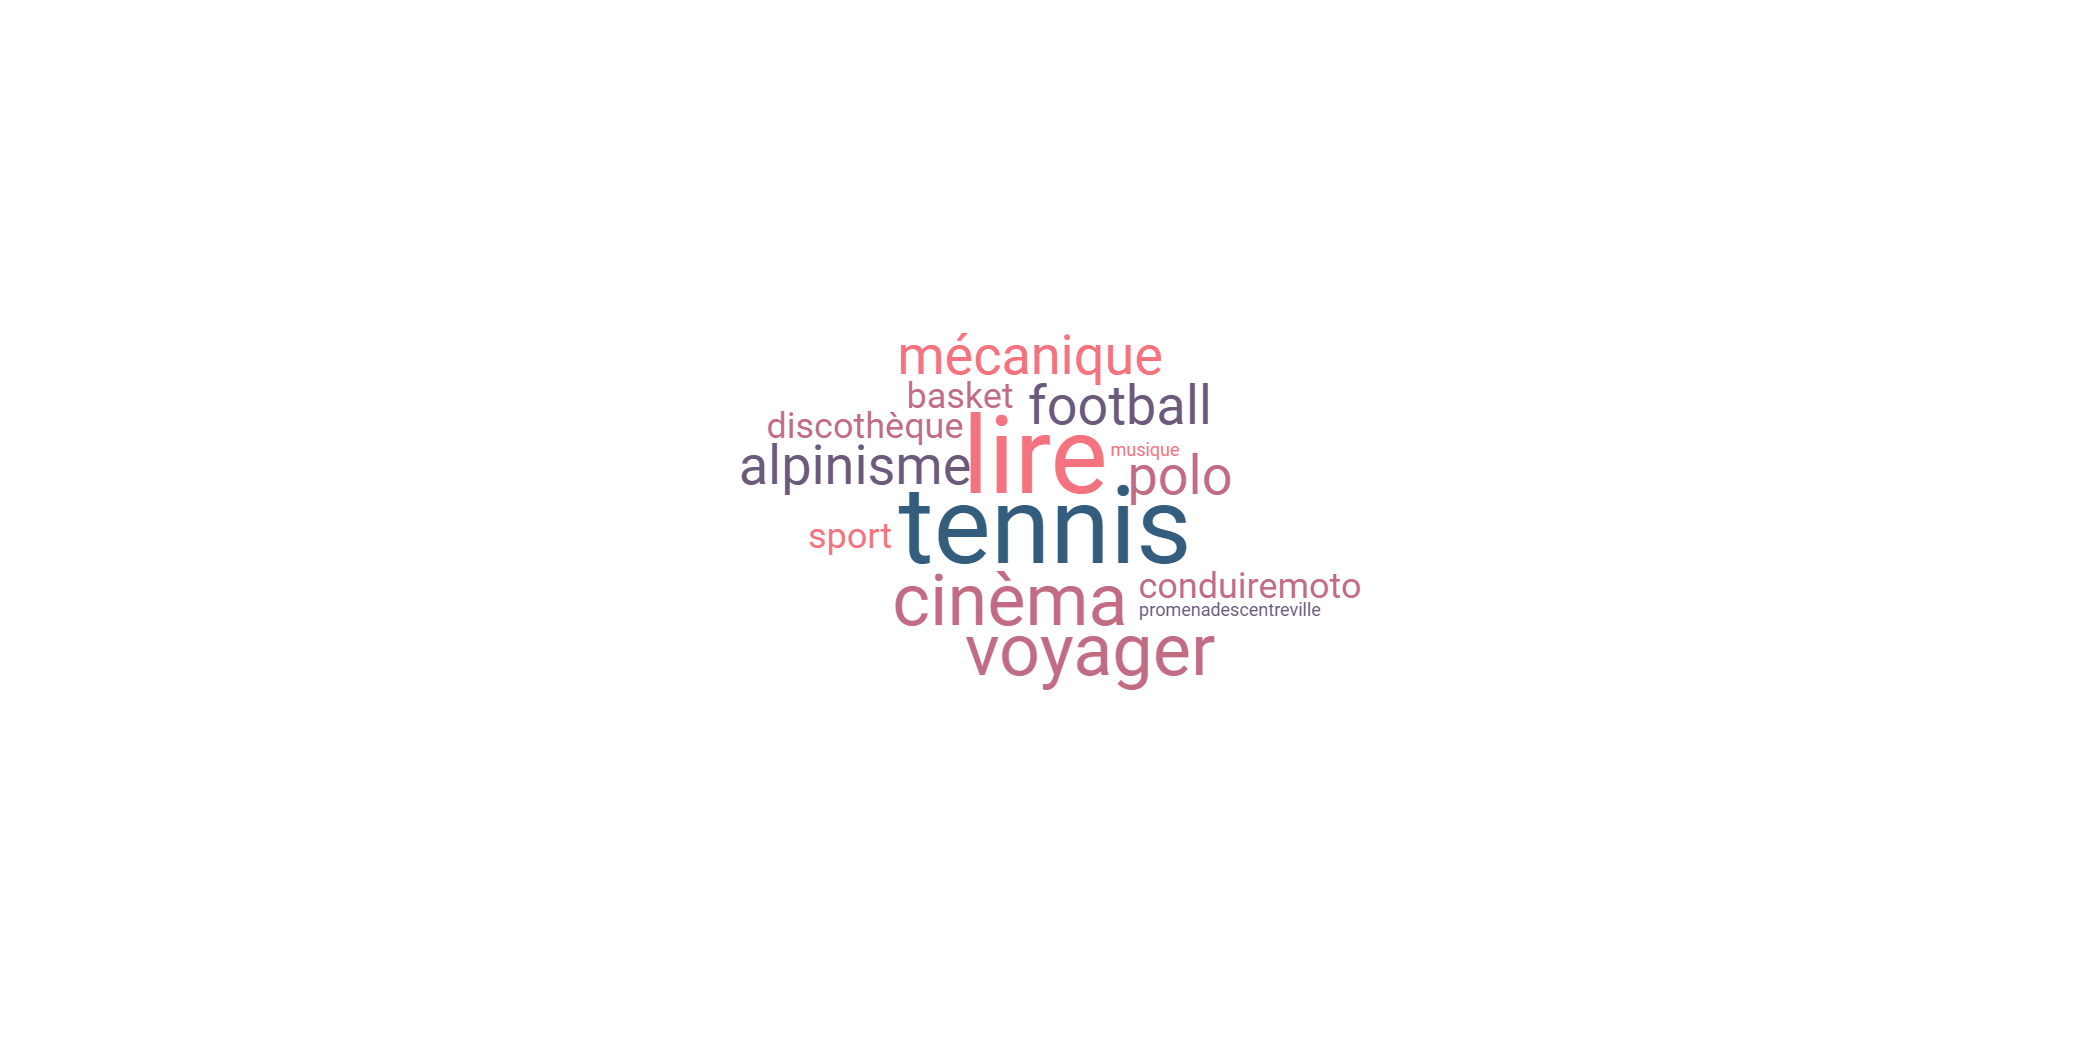 mécanique
basket football
discothèque
lire
musique
alpinisme
polo
tennis
sport
cinèma
conduiremoto
promenadescentreville
voyager